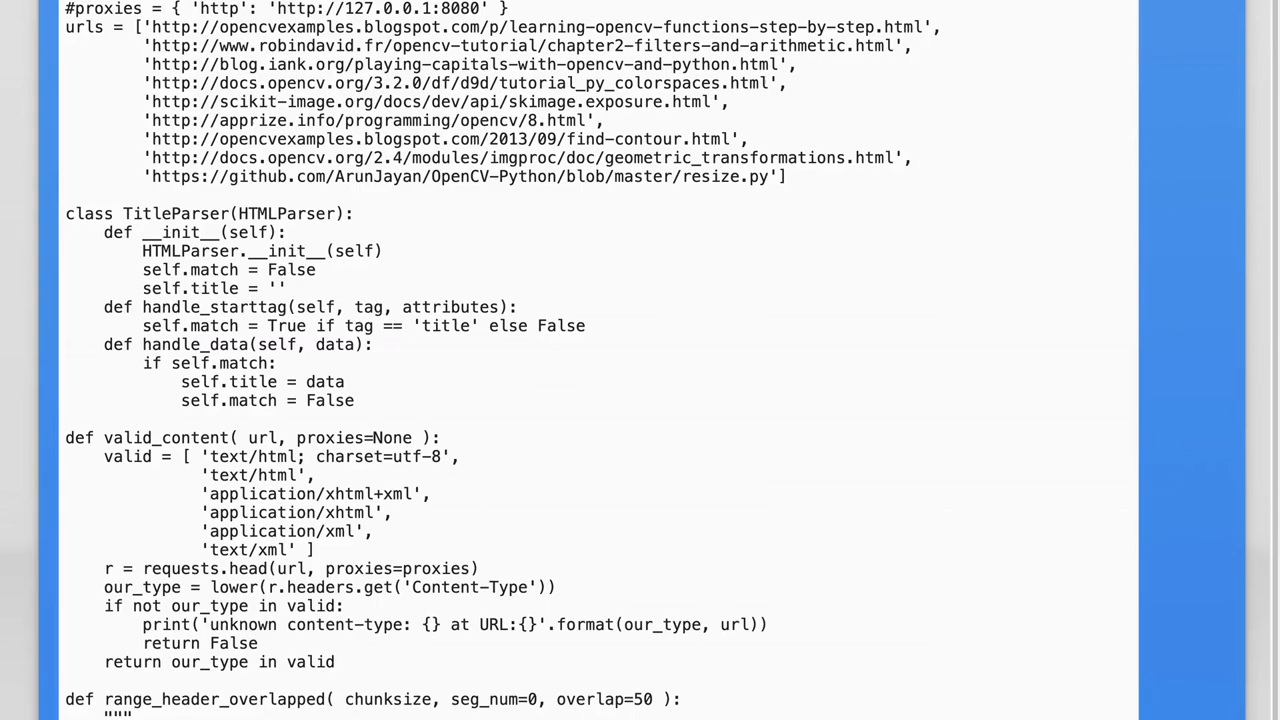 #proxies = { 'http': 'http://127.0.0.1:8080' }
urls = ['http://opencvexamples.blogspot.com/p/learning-opencv-functions-step-by-step.html',
        'http://www.robindavid.fr/opencv-tutorial/chapter2-filters-and-arithmetic.html',
        'http://blog.iank.org/playing-capitals-with-opencv-and-python.html',
        'http://docs.opencv.org/3.2.0/df/d9d/tutorial_py_colorspaces.html',
        'http://scikit-image.org/docs/dev/api/skimage.exposure.html',
        'http://apprize.info/programming/opencv/8.html',
        'http://opencvexamples.blogspot.com/2013/09/find-contour.html',
        'http://docs.opencv.org/2.4/modules/imgproc/doc/geometric_transformations.html',
        'https://github.com/ArunJayan/OpenCV-Python/blob/master/resize.py']
class TitleParser(HTMLParser):
    def __init__(self):
        HTMLParser.__init__(self)
        self.match = False
        self.title = ''
    def handle_starttag(self, tag, attributes):
        self.match = True if tag == 'title' else False
    def handle_data(self, data):
        if self.match:
            self.title = data
            self.match = False
def valid_content( url, proxies=None ):
    valid = [ 'text/html; charset=utf-8',
              'text/html',
              'application/xhtml+xml',
              'application/xhtml',
              'application/xml',
              'text/xml' ]
    r = requests.head(url, proxies=proxies)
    our_type = lower(r.headers.get('Content-Type'))
    if not our_type in valid:
        print('unknown content-type: {} at URL:{}'.format(our_type, url))
        return False
    return our_type in valid
def range_header_overlapped( chunksize, seg_num=0, overlap=50 ):
    """